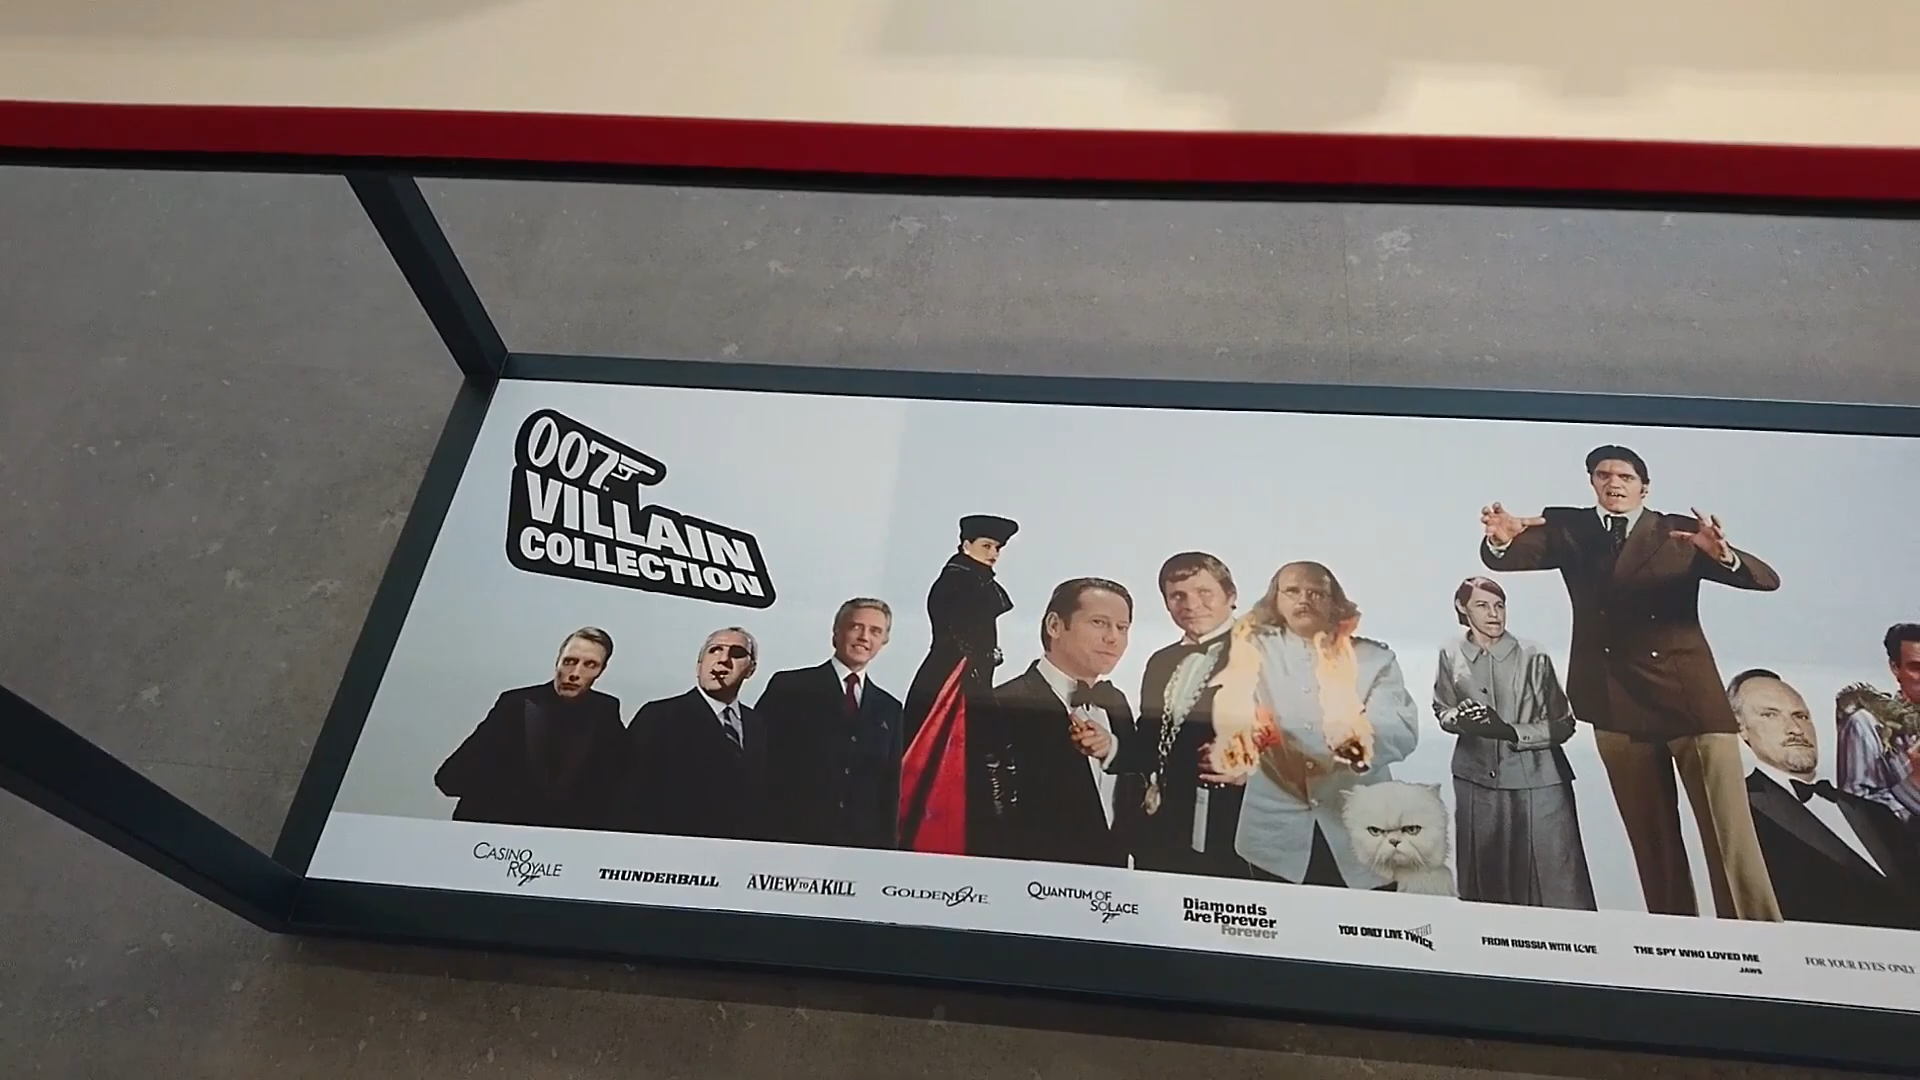 007
VILLAIN
COLLECTION
CASINO
ROYALE
THUNDERBALL
A VIEW TO A KILL
GOLDENEYE
QUANTUM OF
SOLACE
Diamonds
Are Forever
Forever
YOU ONLY LIVE TWICE
TWICE
FROM RUSSIA WITH LOVE
THE SPY WHO LOVED ME
JAWS
FOR YOUR EYES ONLY